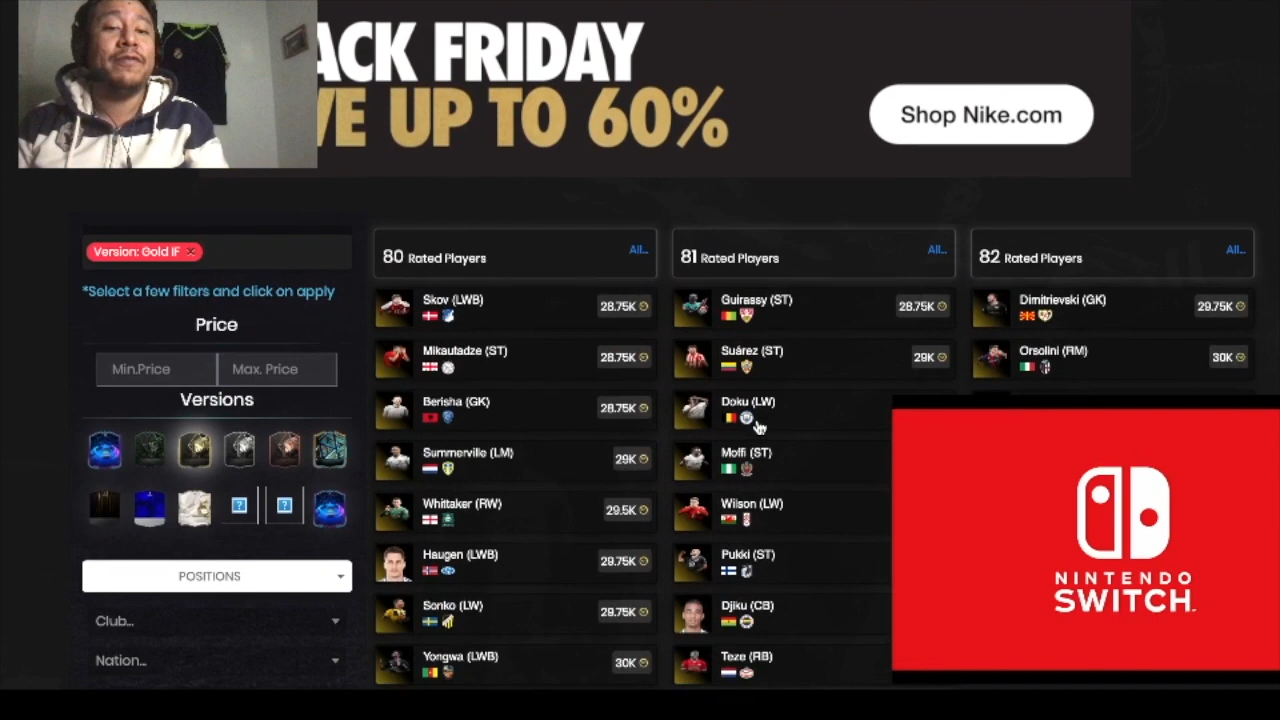 ACK FRIDAY
VE UP TO 60%
Shop Nike.com
Version: Gold IF ×
*Select a few filters and click on apply
Price
Min.Price
Max. Price
Versions
?
?
POSITIONS
Club...
Nation...
80 Rated Players
All...
Skov (LWB)
28.75K
Mikautadze (ST)
28.75K
Berisha (GK)
28.75K
Summerville (LM)
29K
Whittaker (RW)
29.5K
Haugen (LWB)
29.75K
Sonko (LW)
29.75K
Yongwa (LWB)
30K
81 Rated Players
All...
Guirassy (ST)
28.75K
Suárez (ST)
29K
Doku (LW)
Moffi (ST)
Wilson (LW)
Pukki (ST)
Djiku (CB)
Teze (RB)
82 Rated Players
All...
Dimitrievski (GK)
29.75K
Orsolini (RM)
30K
NINTENDO
SWITCH